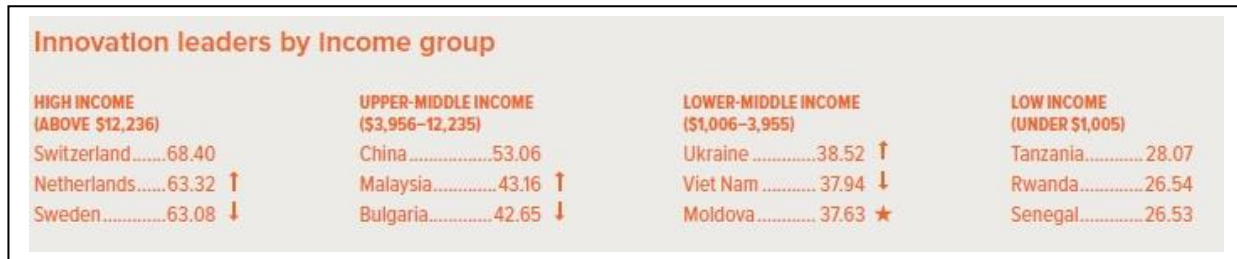 Innovation leaders by income group
HIGH INCOME
(ABOVE $12,236)
Switzerland.......68.40
Netherlands......63.32 ↑
Sweden.............63.08 ↓
UPPER-MIDDLE INCOME
($3,956–12,235)
China.................53.06
Malaysia.............43.16 ↑
Bulgaria.............42.65 ↓
LOWER-MIDDLE INCOME
($1,006–3,955)
Ukraine.............38.52 ↑
Viet Nam...........37.94 ↓
Moldova............37.63 ★
LOW INCOME
(UNDER $1,005)
Tanzania............28.07
Rwanda.............26.54
Senegal.............26.53